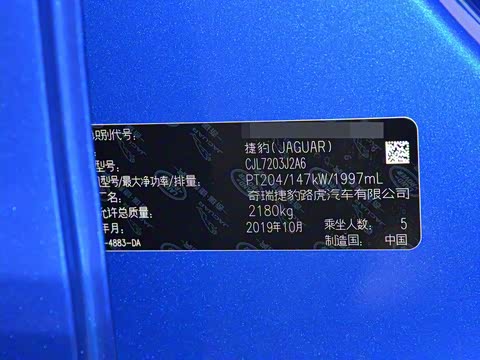 识别代号:
捷豹(JAGUAR)
型号: CJL7203J2A6
型号/最大净功率/排量: PT204/147kW/1997mL
名: 奇瑞捷豹路虎汽车有限公司
允许总质量: 2180kg
年月: 2019年10月 乘坐人数: 5
-4883-DA 制造国: 中国